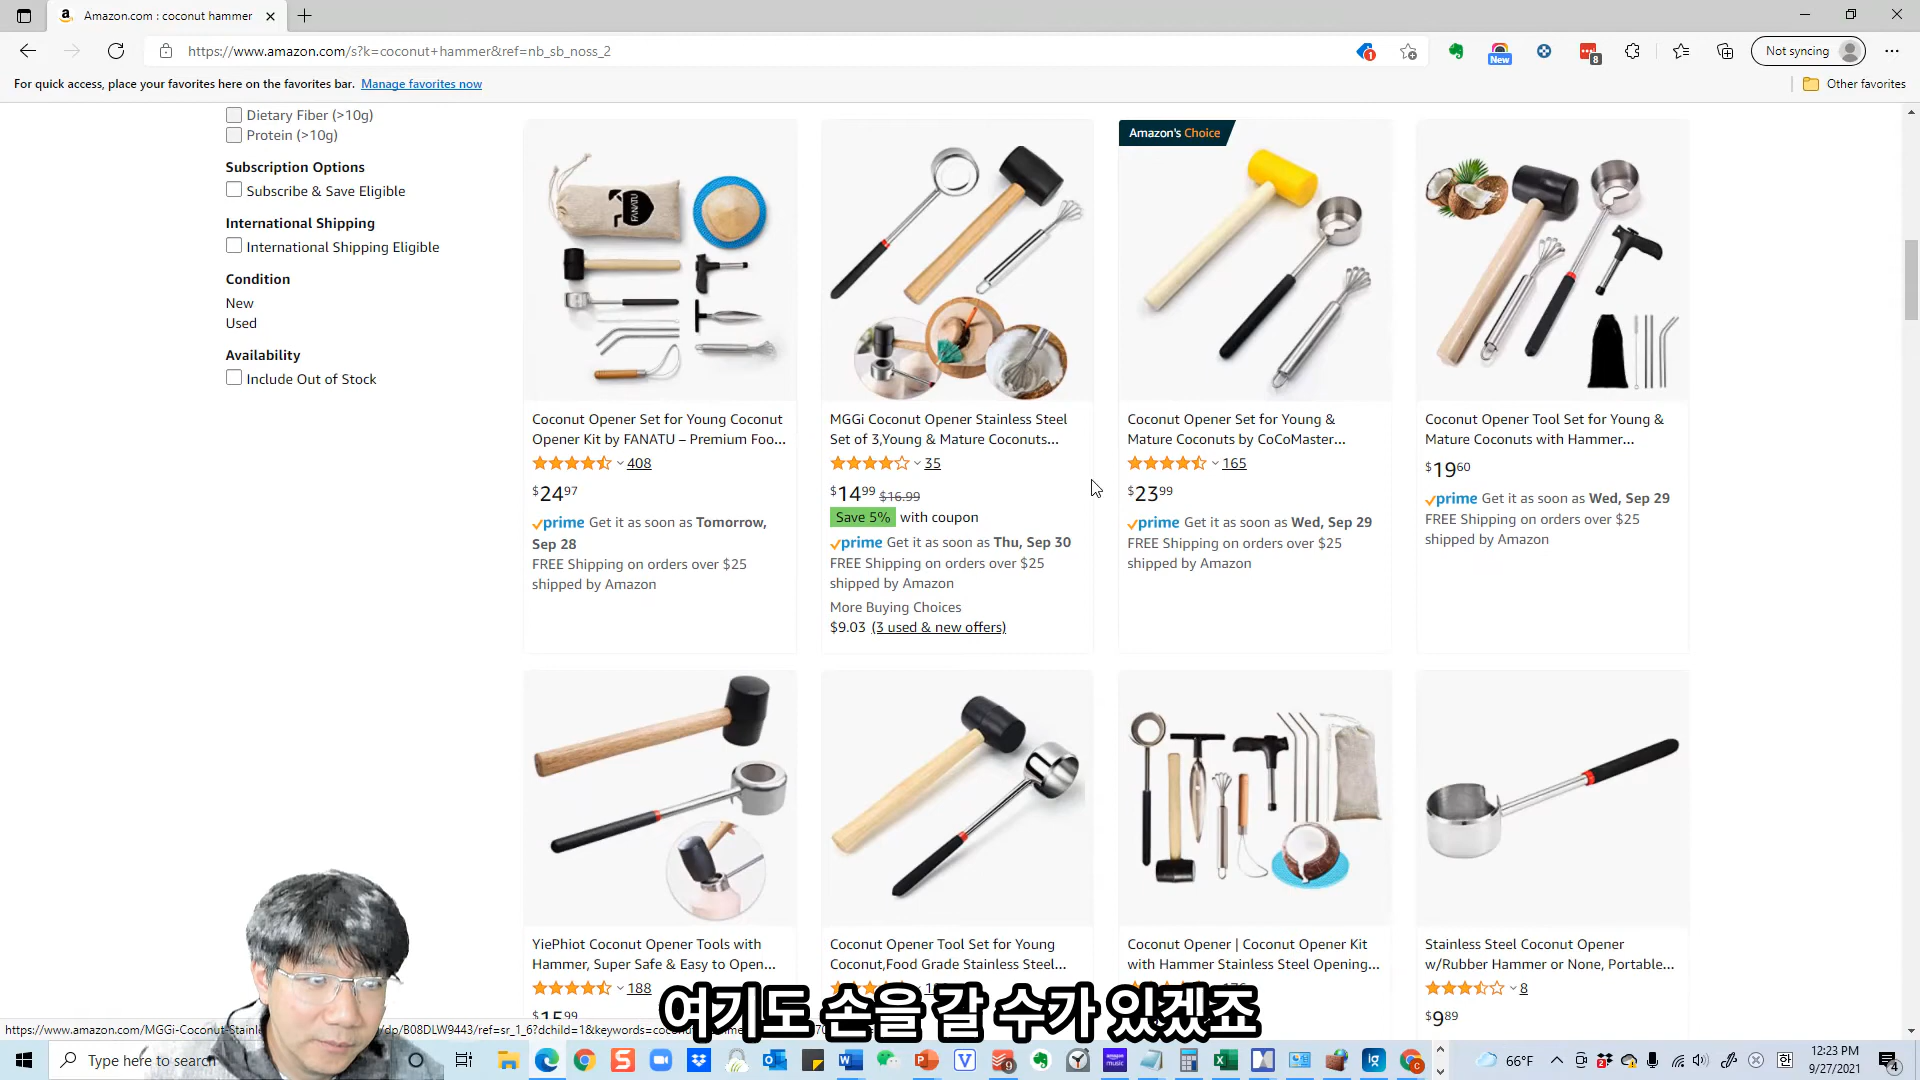 Amazon.com : coconut hammer
https://www.amazon.com/s?k=coconut+hammer&ref=nb_sb_noss_2
1
New
8
Not syncing
For quick access, place your favorites here on the favorites bar. Manage favorites now
Other favorites
Dietary Fiber (>10g)
Protein (>10g)
Subscription Options
Subscribe & Save Eligible
International Shipping
International Shipping Eligible
Condition
New
Used
Availability
Include Out of Stock
FANATU
Coconut Opener Set for Young Coconut
Opener Kit by FANATU – Premium Foo...
408
$24 97
prime Get it as soon as Tomorrow,
Sep 28
FREE Shipping on orders over $25
shipped by Amazon
MGGi Coconut Opener Stainless Steel
Set of 3,Young & Mature Coconuts...
35
$14 99 $16.99
Save 5% with coupon
prime Get it as soon as Thu, Sep 30
FREE Shipping on orders over $25
shipped by Amazon
More Buying Choices
$9.03 (3 used & new offers)
Amazon's Choice
Coconut Opener Set for Young &
Mature Coconuts by CoCoMaster...
165
$23 99
prime Get it as soon as Wed, Sep 29
FREE Shipping on orders over $25
shipped by Amazon
Coconut Opener Tool Set for Young &
Mature Coconuts with Hammer...
$19 60
prime Get it as soon as Wed, Sep 29
FREE Shipping on orders over $25
shipped by Amazon
YiePhiot Coconut Opener Tools with
Hammer, Super Safe & Easy to Open...
188
Coconut Opener Tool Set for Young
Coconut,Food Grade Stainless Steel...
Coconut Opener | Coconut Opener Kit
with Hammer Stainless Steel Opening...
Stainless Steel Coconut Opener
w/Rubber Hammer or None, Portable...
8
$9 89
여기도 손을 갈 수가 있겠죠
https://www.amazon.com/MGGi-Coconut-Stainl
/dp/B08DLW9443/ref=sr_1_6?dchild=1&keywords=coconut
Type here to search
66°F
한
12:23 PM
9/27/2021
4